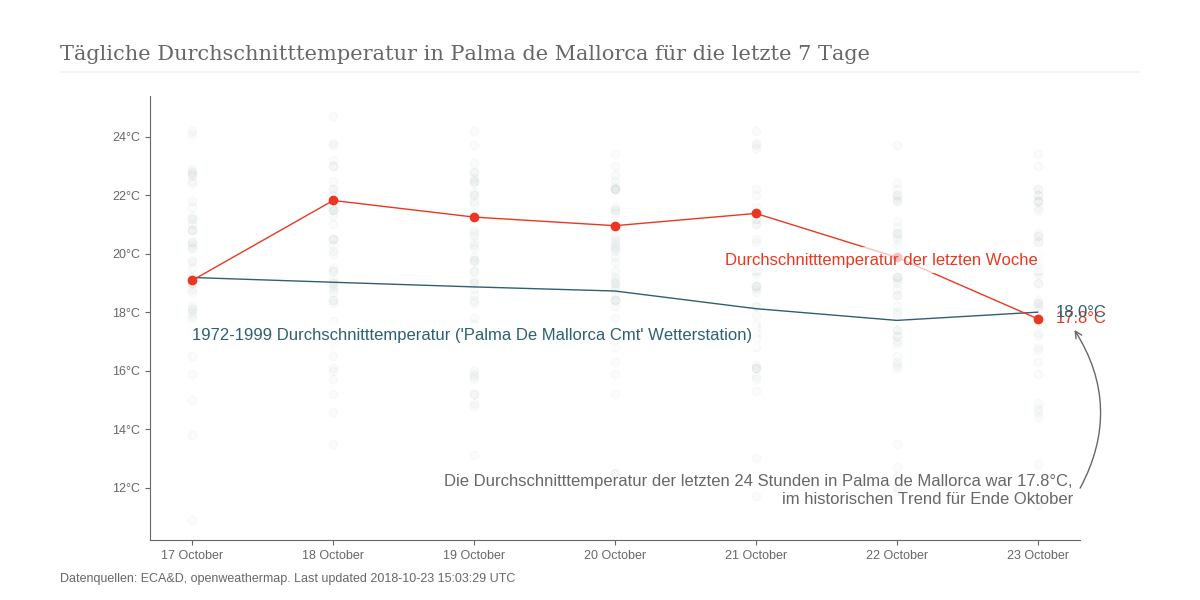 Tägliche Durchschnitttemperatur in Palma de Mallorca für die letzte 7 Tage
24°C
22°C
20°C
18°C
16°C
14°C
12°C
Durchschnitttemperatur der letzten Woche
18.0°C
17.8°C
1972-1999 Durchschnitttemperatur ('Palma De Mallorca Cmt' Wetterstation)
Die Durchschnitttemperatur der letzten 24 Stunden in Palma de Mallorca war 17.8°C,
im historischen Trend für Ende Oktober
17 October
18 October
19 October
20 October
21 October
22 October
23 October
Datenquellen: ECA&D, openweathermap. Last updated 2018-10-23 15:03:29 UTC